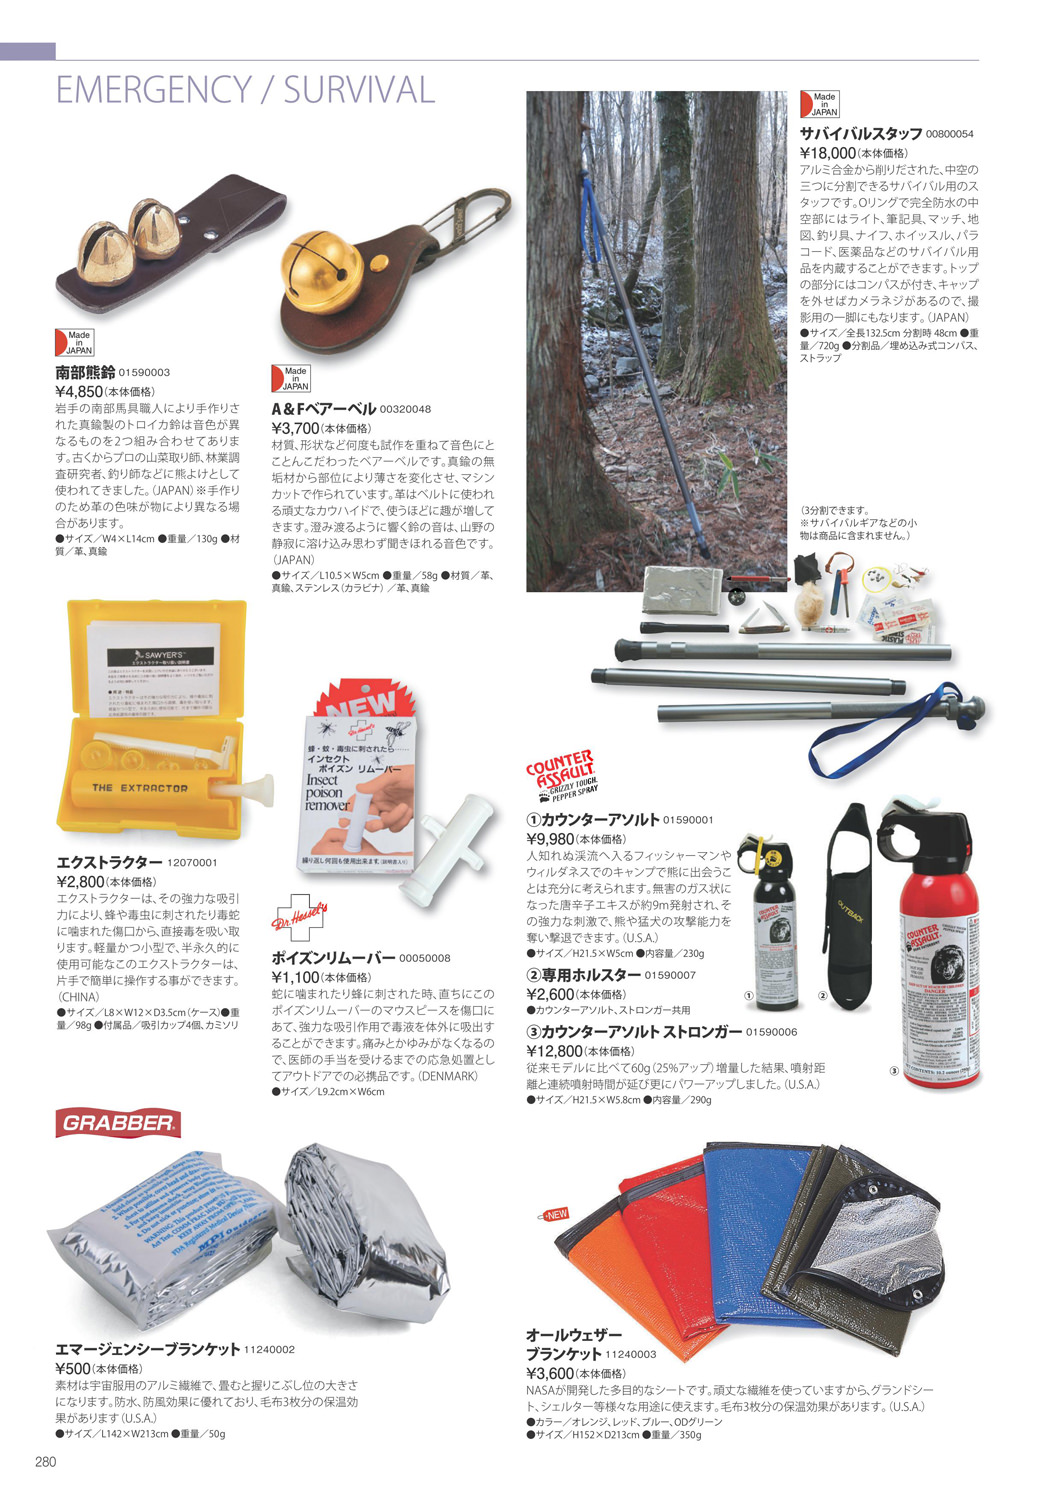 EMERGENCY / SURVIVAL
Made
in
JAPAN
南部熊鈴 01590003
¥4,850(本体価格)
岩手の南部馬具職人により手作りさ
れた真鍮製のトロイカ鈴は音色が異
なるものを2つ組み合わせてありま
す。古くからプロの山菜取り師、林業調
査研究者、釣り師などに熊よけとして
使われてきました。(JAPAN)※手作り
のため革の色味が物により異なる場
合があります。
●サイズ/W4×L14cm ●重量/130g ●材
質/革、真鍮
Made
in
JAPAN
A&Fベアーベル 00320048
¥3,700(本体価格)
材質、形状など何度も試作を重ねて音色にと
ことんこだわったベアーベルです。真鍮の無
垢材から部位により薄さを変化させ、マシン
カットで作られています。革はベルトに使われ
る頑丈なカウハイドで、使うほどに趣が増して
きます。澄み渡るように響く鈴の音は、山野の
静寂に溶け込み思わず聞きほれる音色です。
(JAPAN)
●サイズ/L10.5×W5cm ●重量/58g ●材質/革、
真鍮、ステンレス(カラビナ) /革、真鍮
Made
in
JAPAN
サバイバルスタッフ 00800054
¥18,000(本体価格)
アルミ合金から削りだされた、中空の
三つに分割できるサバイバル用のス
タッフです。Oリングで完全防水の中
空部にはライト、筆記具、マッチ、地
図、釣り具、ナイフ、ホイッスル、パラ
コード、医薬品などのサバイバル用
品を内蔵することができます。トップ
の部分にはコンパスが付き、キャップ
を外せばカメラネジがあるので、撮
影用の一脚にもなります。(JAPAN)
●サイズ/全長132.5cm 分割時 48cm ●重
量/720g ●分割品/埋め込み式コンパス、
ストラップ
(3分割できます。
※サバイバルギアなどの小
物は商品に含まれません。)
SAWYER'S
エクストラクター取り扱い説明書
THE EXTRACTOR
エクストラクター 12070001
¥2,800(本体価格)
エクストラクターは、その強力な吸引
力により、蜂や毒虫に刺されたり毒蛇
に噛まれた傷口から、直接毒を吸い取
ります。軽量かつ小型で、半永久的に
使用可能なこのエクストラクターは、
片手で簡単に操作する事ができます。
(CHINA)
●サイズ/L8×W12×D3.5cm(ケース)●重
量/98g ●付属品/吸引カップ4個、カミソリ
NEW
Dr.Hessel's
蜂・蚊・毒虫に刺されたら……
インセクト
ポイズン リムーバー
Insect
poison
remover
繰り返し何回も使用出来ます。(説明書入り)
Dr.Hessel's
ポイズンリムーバー 00050008
¥1,100(本体価格)
蛇に噛まれたり蜂に刺された時、直ちにこの
ポイズンリムーバーのマウスピースを傷口に
あて、強力な吸引作用で毒液を体外に吸出す
ることができます。痛みとかゆみがなくなるの
で、医師の手当を受けるまでの応急処置とし
てアウトドアでの必携品です。(DENMARK)
●サイズ/L9.2cm×W6cm
COUNTER
ASSAULT
GRIZZLY TOUGH.
PEPPER SPRAY
①カウンターアソルト 01590001
¥9,980(本体価格)
人知れぬ渓流へ入るフィッシャーマンや
ウィルダネスでのキャンプで熊に出会うこ
とは充分に考えられます。無害のガス状に
なった唐辛子エキスが約9m発射され、そ
の強力な刺激で、熊や猛犬の攻撃能力を
奪い撃退できます。(U.S.A.)
●サイズ/H21.5×W5cm ●内容量/230g
②専用ホルスター 01590007
¥2,600(本体価格)
●カウンターアソルト、ストロンガー共用
③カウンターアソルト ストロンガー 01590006
¥12,800(本体価格)
従来モデルに比べて60g(25%アップ)増量した結果、噴射距
離と連続噴射時間が延び更にパワーアップしました。(U.S.A.)
●サイズ/H21.5×W5.8cm ●内容量/290g
COUNTER
ASSAULT
OUTBACK
COUNTER
ASSAULT
DANGER
①
②
③
GRABBER
エマージェンシーブランケット 11240002
¥500(本体価格)
素材は宇宙服用のアルミ繊維で、畳むと握りこぶし位の大きさ
になります。防水、防風効果に優れており、毛布3枚分の保温効
果があります(U.S.A.)
●サイズ/L142×W213cm ●重量/50g
NEW
オールウェザー
ブランケット 11240003
¥3,600(本体価格)
NASAが開発した多目的なシートです。頑丈な繊維を使っていますから、グランドシー
ト、シェルター等様々な用途に使えます。毛布3枚分の保温効果があります。(U.S.A.)
●カラー/オレンジ、レッド、ブルー、ODグリーン
●サイズ/H152×D213cm ●重量/350g
280